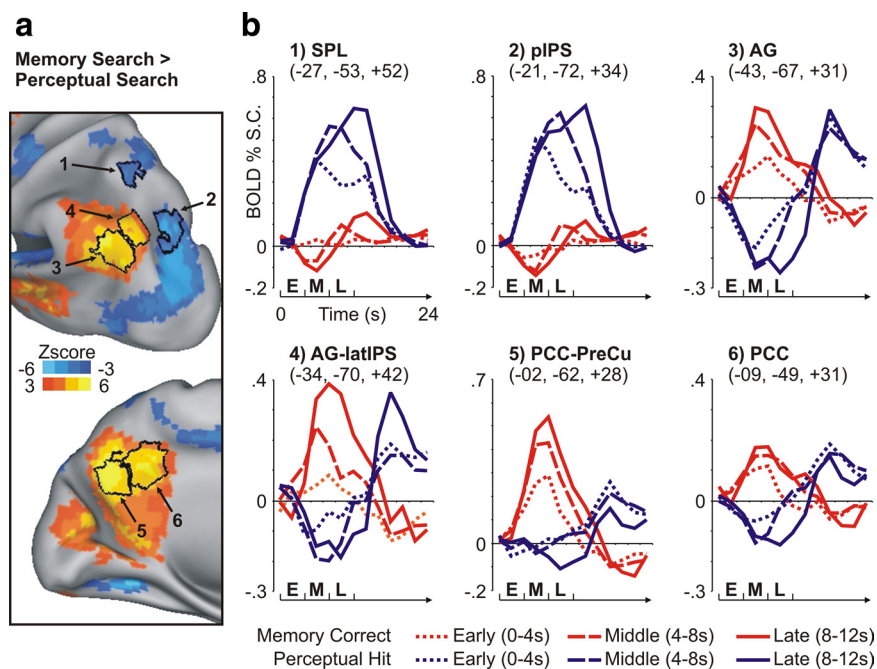 a
b
Memory Search >
Perceptual Search
1
2
4
3
Zscore
-6 -3
3 6
5
6
1) SPL
(-27, -53, +52)
.8
BOLD % S.C.
0
-.2
E M L
0 Time (s) 24
2) pIPS
(-21, -72, +34)
.8
0
-.2
E M L
3) AG
(-43, -67, +31)
.4
0
-.3
E M L
4) AG-latIPS
(-34, -70, +42)
.4
0
-.3
E M L
5) PCC-PreCu
(-02, -62, +28)
.7
0
-.2
E M L
6) PCC
(-09, -49, +31)
.4
0
-.3
E M L
Memory Correct Early (0-4s) Middle (4-8s) Late (8-12s)
Perceptual Hit Early (0-4s) Middle (4-8s) Late (8-12s)